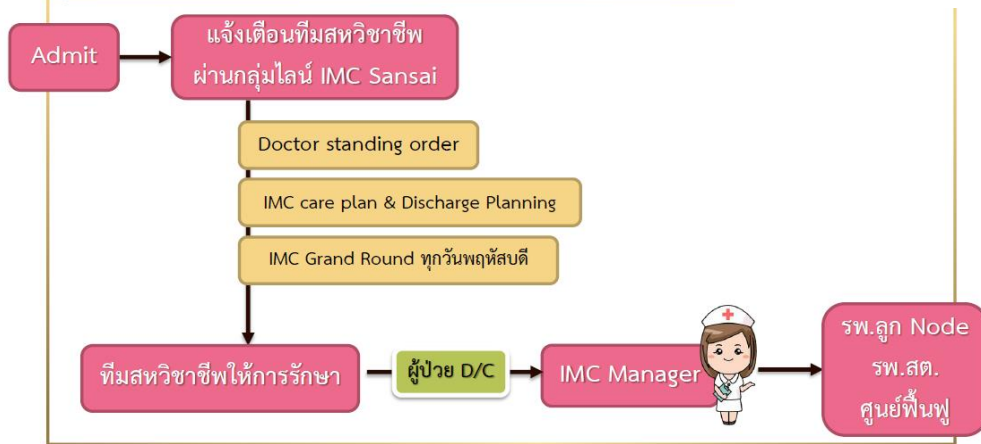 Admit
แจ้งเตือนทีมสหวิชาชีพ
ผ่านกลุ่มไลน์ IMC Sansai
Doctor standing order
IMC care plan & Discharge Planning
IMC Grand Round ทุกวันพฤหัสบดี
ทีมสหวิชาชีพให้การรักษา
ผู้ป่วย D/C
IMC Manager
รพ.ลูก Node
รพ.สต.
ศูนย์ฟื้นฟู